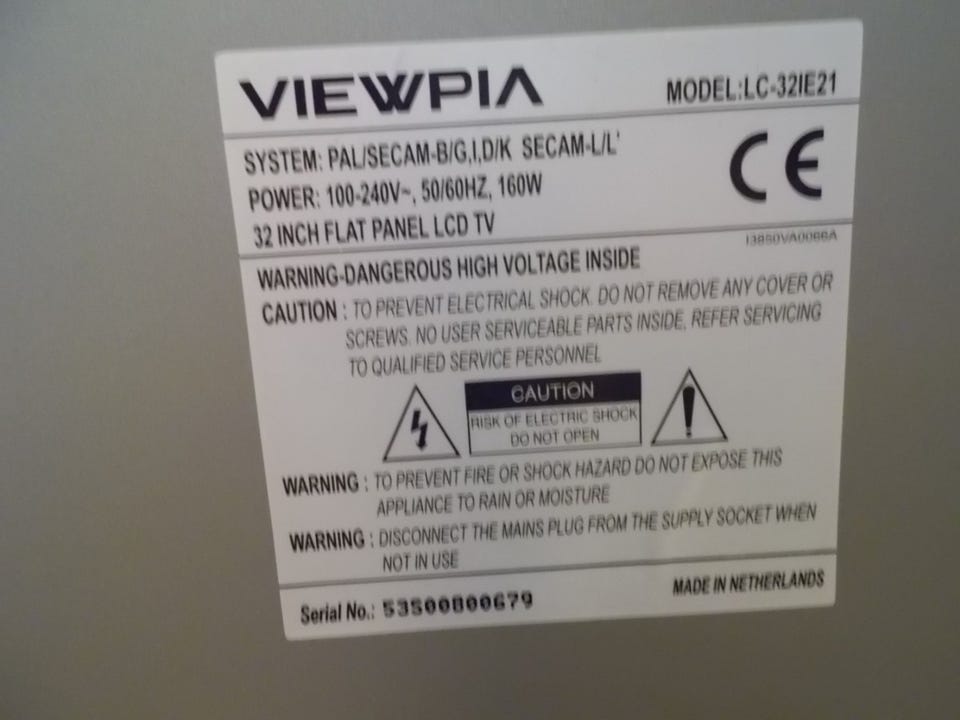 VIEWPIA
MODEL:LC-32IE21
SYSTEM: PAL/SECAM-B/G,I,D/K SECAM-L/L'
POWER: 100-240V~, 50/60HZ, 160W
32 INCH FLAT PANEL LCD TV
CE
13850VA0066A
WARNING-DANGEROUS HIGH VOLTAGE INSIDE
CAUTION : TO PREVENT ELECTRICAL SHOCK. DO NOT REMOVE ANY COVER OR
SCREWS. NO USER SERVICEABLE PARTS INSIDE, REFER SERVICING
TO QUALIFIED SERVICE PERSONNEL
CAUTION
RISK OF ELECTRIC SHOCK
DO NOT OPEN
WARNING : TO PREVENT FIRE OR SHOCK HAZARD DO NOT EXPOSE THIS
APPLIANCE TO RAIN OR MOISTURE
WARNING : DISCONNECT THE MAINS PLUG FROM THE SUPPLY SOCKET WHEN
NOT IN USE
Serial No.: 53500800679
MADE IN NETHERLANDS